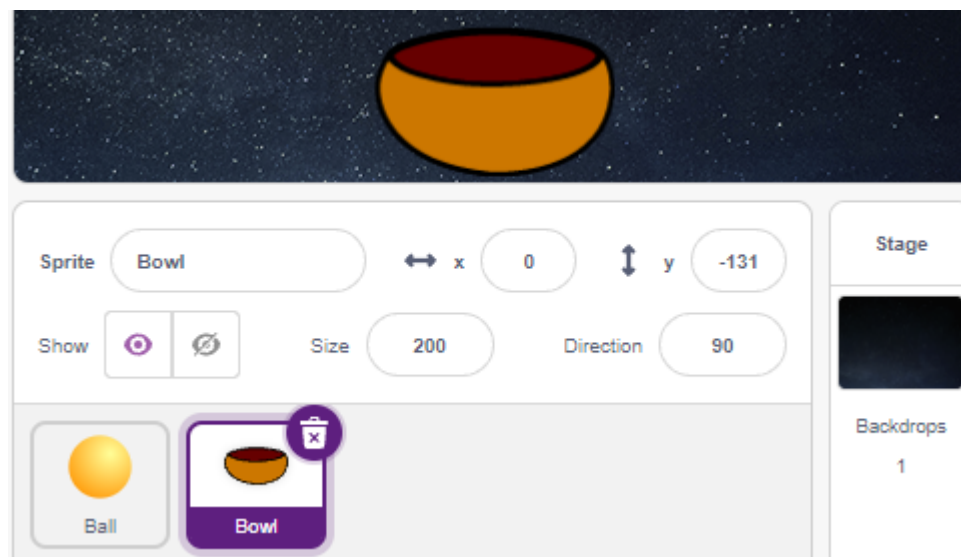 Sprite Bowl x 0 y -131
Show Size 200 Direction 90
Ball
Bowl
Stage
Backdrops
1